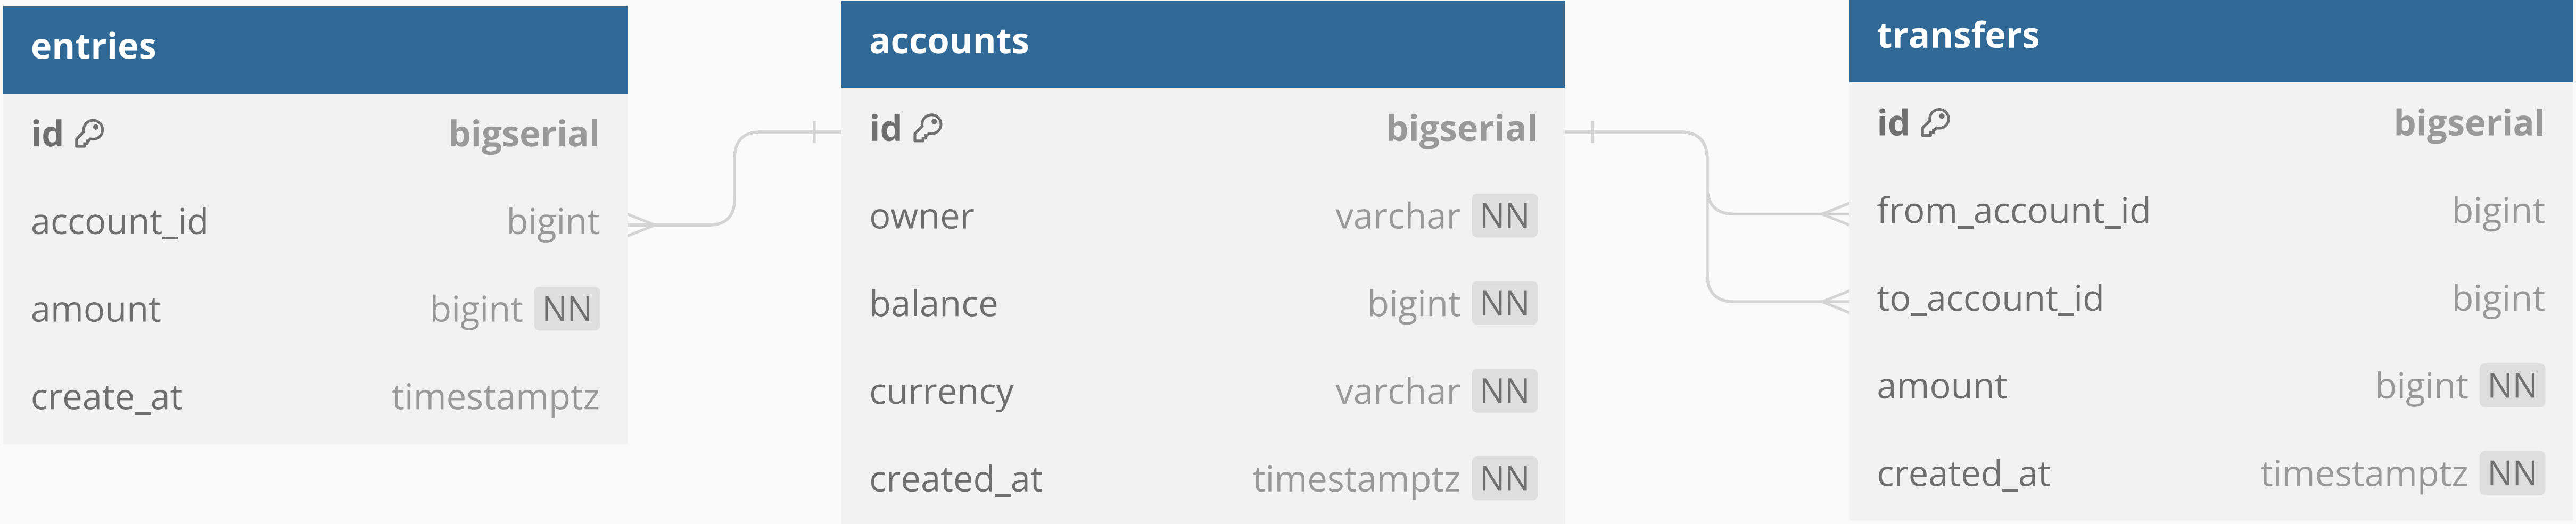 entries
id bigserial
account_id bigint
amount bigint NN
create_at timestamptz
accounts
id bigserial
owner varchar NN
balance bigint NN
currency varchar NN
created_at timestamptz NN
transfers
id bigserial
from_account_id bigint
to_account_id bigint
amount bigint NN
created_at timestamptz NN